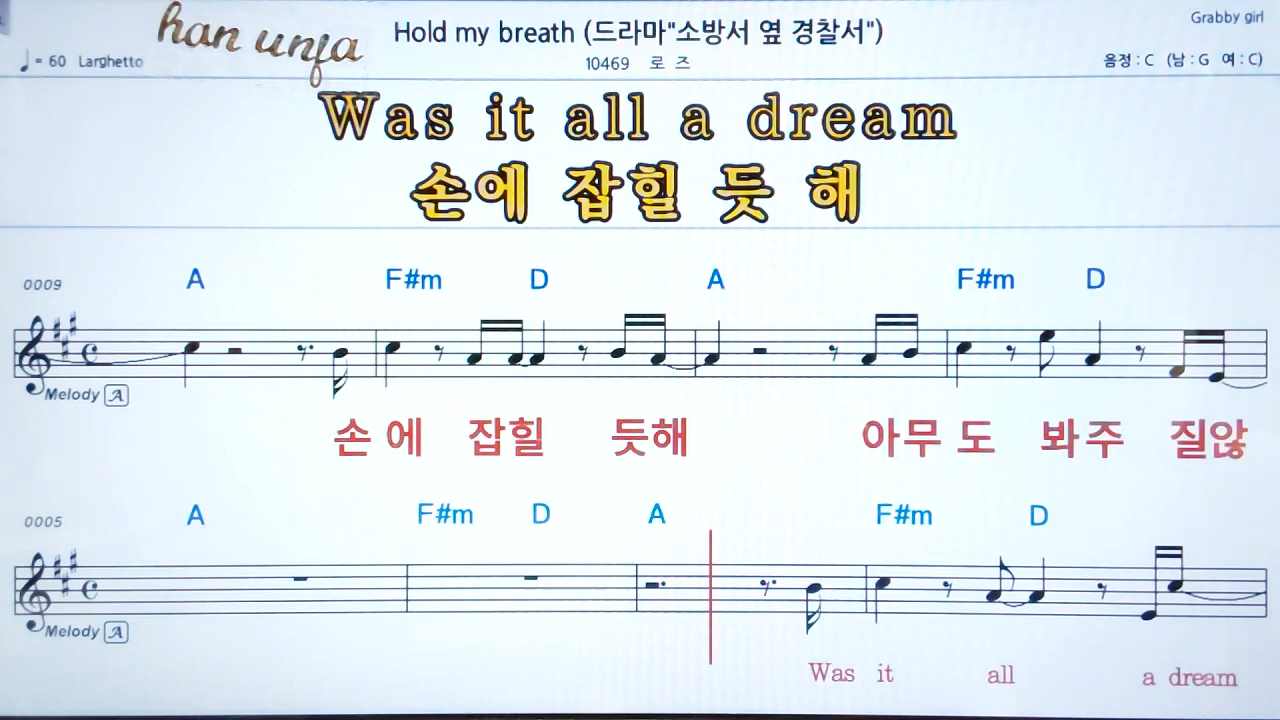 han unja
Hold my breath (드라마"소방서 옆 경찰서")
Grabby girl
♩= 60 Larghetto
10469 로 즈
음정 : C (남 : G 여 : C)
Was it all a dream
손에 잡힐 듯 해
0009
A F#m D A F#m D
Melody A
손 에 잡힐 듯해 아무 도 봐주 질않
0005
A F#m D A F#m D
Melody A
Was it all a dream